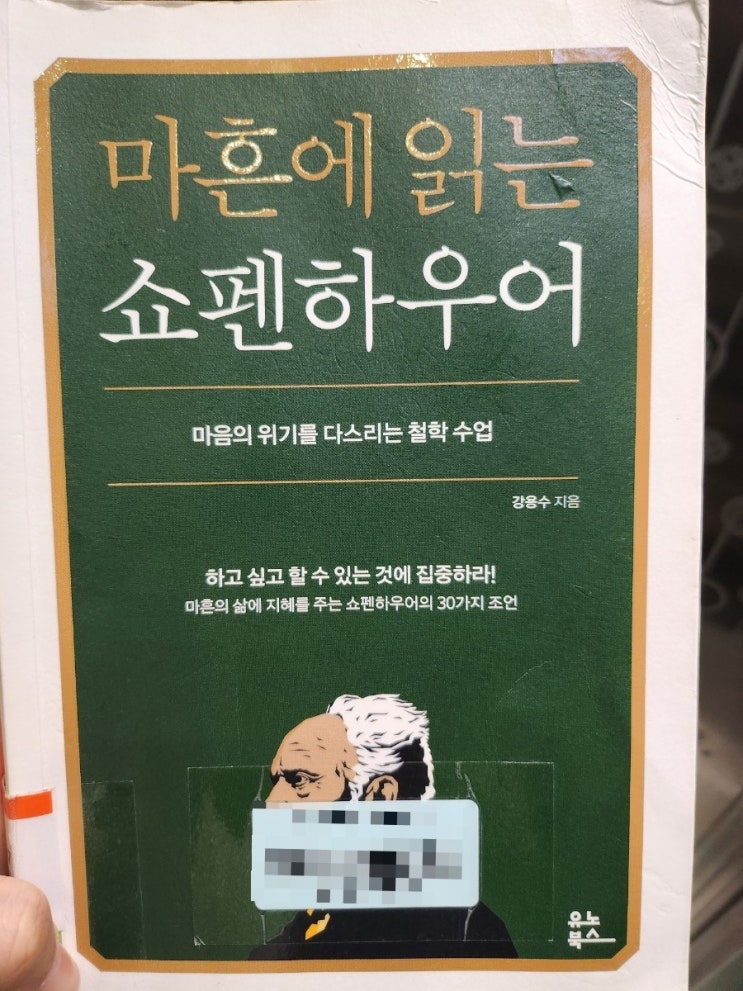 마흔에 읽는
쇼펜하우어
마음의 위기를 다스리는 철학 수업
강용수 지음
하고 싶고 할 수 있는 것에 집중하라!
마흔의 삶에 지혜를 주는 쇼펜하우어의 30가지 조언
유노
북스